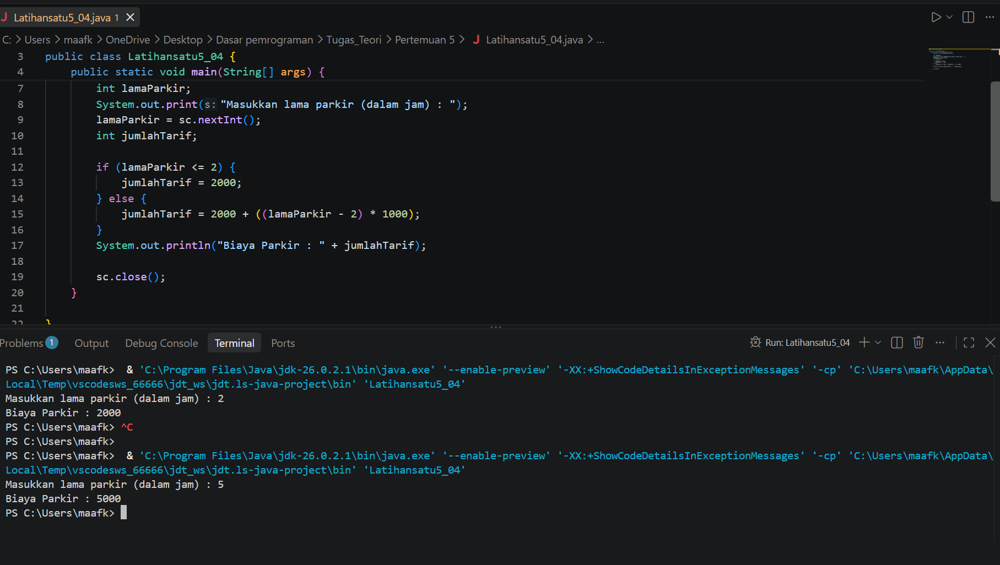 Latihansatu5_04.java 1
C: > Users > maafk > OneDrive > Desktop > Dasar pemrograman > Tugas_Teori > Pertemuan 5 > J Latihansatu5_04.java > ...
3 public class Latihansatu5_04 {
4 public static void main(String[] args) {
7 int lamaParkir;
8 System.out.print(s: "Masukkan lama parkir (dalam jam) : ");
9 lamaParkir = sc.nextInt();
10 int jumlahTarif;
11
12 if (lamaParkir <= 2) {
13 jumlahTarif = 2000;
14 } else {
15 jumlahTarif = 2000 + ((lamaParkir - 2) * 1000);
16 }
17 System.out.println("Biaya Parkir : " + jumlahTarif);
18
19 sc.close();
20 }
21
22 }
Problems 1 Output Debug Console Terminal Ports Run: Latihansatu5_04
PS C:\Users\maafk>  & 'C:\Program Files\Java\jdk-26.0.2.1\bin\java.exe' '--enable-preview' '-XX:+ShowCodeDetailsInExceptionMessages' '-cp' 'C:\Users\maafk\AppData\
Local\Temp\vscodesws_66666\jdt_ws\jdt.ls-java-project\bin' 'Latihansatu5_04'
Masukkan lama parkir (dalam jam) : 2
Biaya Parkir : 2000
PS C:\Users\maafk> ^C
PS C:\Users\maafk>
PS C:\Users\maafk>  & 'C:\Program Files\Java\jdk-26.0.2.1\bin\java.exe' '--enable-preview' '-XX:+ShowCodeDetailsInExceptionMessages' '-cp' 'C:\Users\maafk\AppData\
Local\Temp\vscodesws_66666\jdt_ws\jdt.ls-java-project\bin' 'Latihansatu5_04'
Masukkan lama parkir (dalam jam) : 5
Biaya Parkir : 5000
PS C:\Users\maafk>